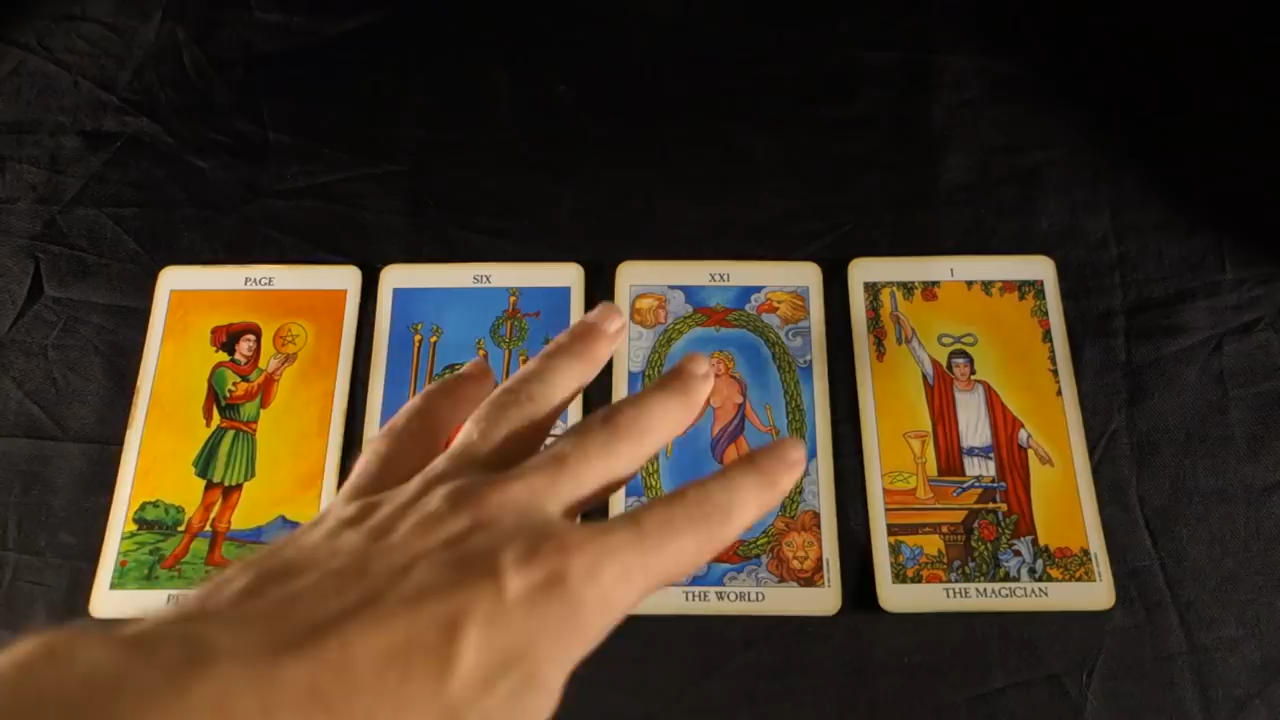 PAGE
SIX
XXI
I
THE WORLD
THE MAGICIAN